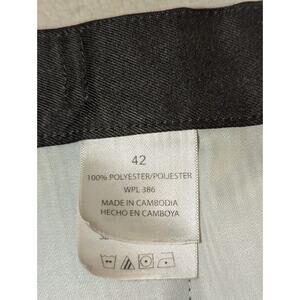 42
100% POLYESTER/POLIESTER
WPL 386
MADE IN CAMBODIA
HECHO EN CAMBOYA